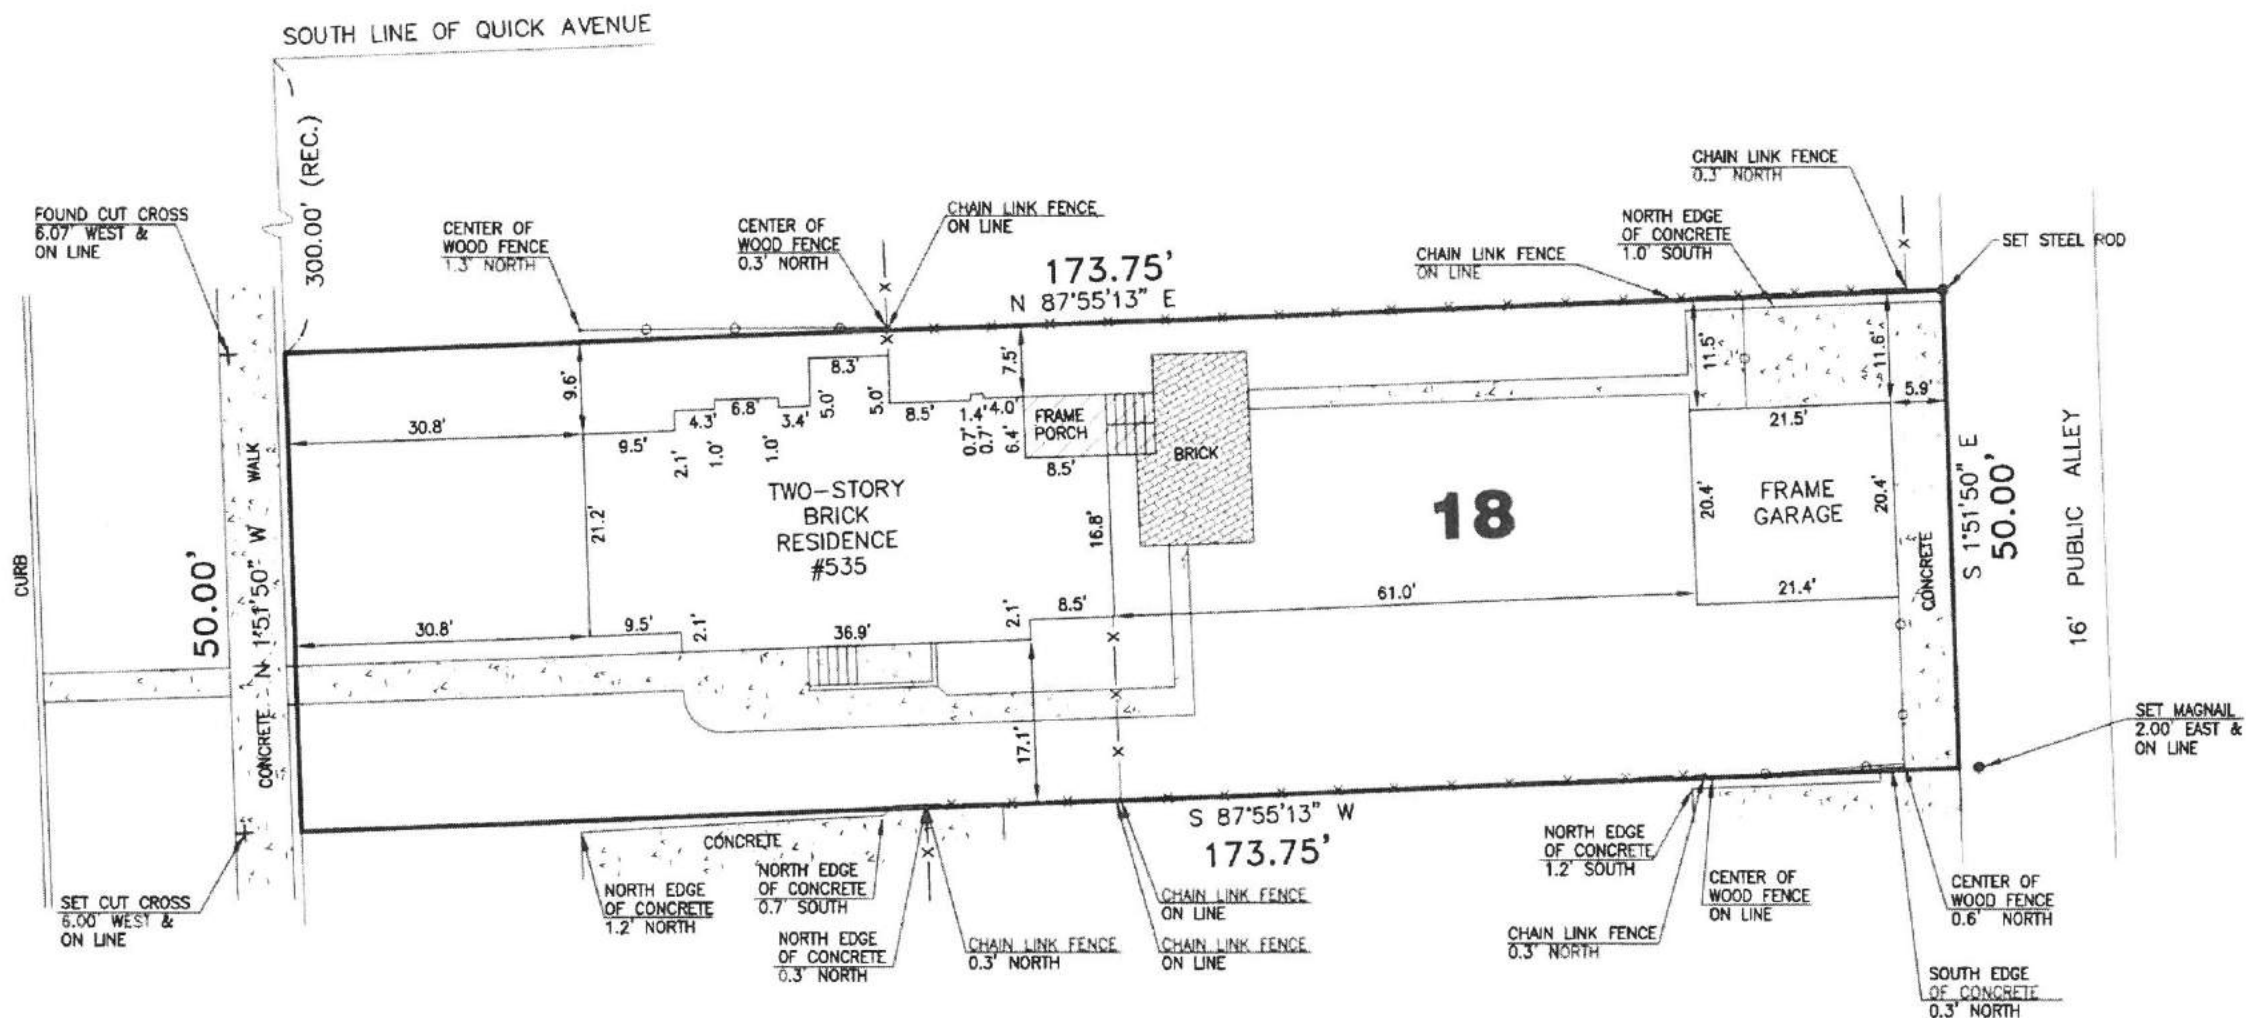 SOUTH LINE OF QUICK AVENUE
300.00' (REC.)
FOUND CUT CROSS
6.07' WEST &
ON LINE
CENTER OF
WOOD FENCE
1.3' NORTH
CENTER OF
WOOD FENCE
0.3' NORTH
CHAIN LINK FENCE
ON LINE
173.75'
N 87°55'13" E
CHAIN LINK FENCE
ON LINE
NORTH EDGE
OF CONCRETE
1.0' SOUTH
CHAIN LINK FENCE
0.3' NORTH
SET STEEL ROD
CURB
50.00'
N 1°51'50" W
CONCRETE
WALK
30.8'
9.6'
9.5'
2.1'
4.3'
1.0'
6.8'
1.0'
3.4'
5.0'
8.3'
5.0'
8.5'
0.7'
1.4'
0.7'
4.0'
6.4'
7.5'
FRAME
PORCH
8.5'
BRICK
21.2'
TWO-STORY
BRICK
RESIDENCE
#535
16.8'
18
11.5'
11.6'
5.9'
21.5'
20.4'
FRAME
GARAGE
20.4'
21.4'
CONCRETE
S 1°51'50" E
50.00'
16' PUBLIC ALLEY
30.8'
9.5'
2.1'
36.9'
2.1'
8.5'
61.0'
17.1'
SET MAGNAIL
2.00' EAST &
ON LINE
S 87°55'13" W
173.75'
SET CUT CROSS
6.00' WEST &
ON LINE
CONCRETE
NORTH EDGE
OF CONCRETE
1.2' NORTH
NORTH EDGE
OF CONCRETE
0.7' SOUTH
NORTH EDGE
OF CONCRETE
0.3' NORTH
CHAIN LINK FENCE
0.3' NORTH
CHAIN LINK FENCE
ON LINE
CHAIN LINK FENCE
ON LINE
NORTH EDGE
OF CONCRETE
1.2' SOUTH
CHAIN LINK FENCE
0.3' NORTH
CENTER OF
WOOD FENCE
ON LINE
CENTER OF
WOOD FENCE
0.6' NORTH
SOUTH EDGE
OF CONCRETE
0.3' NORTH